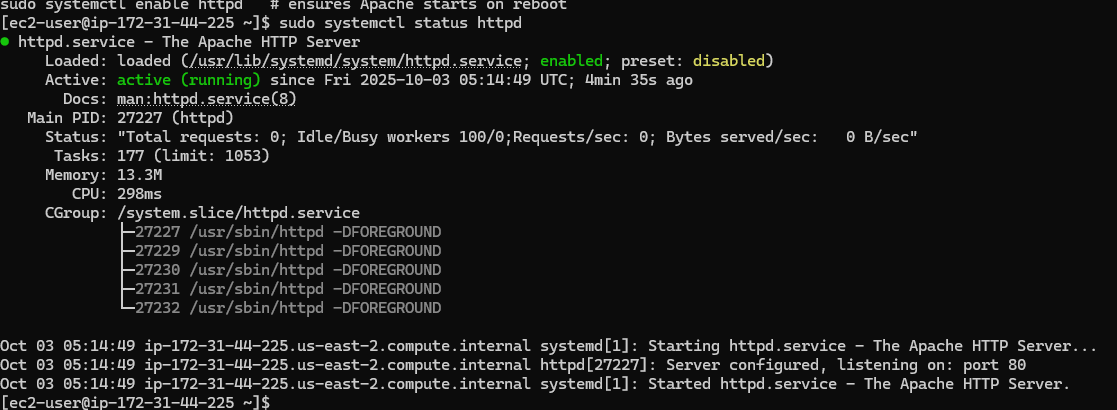 sudo systemctl enable httpd   # ensures Apache starts on reboot
[ec2-user@ip-172-31-44-225 ~]$ sudo systemctl status httpd
● httpd.service - The Apache HTTP Server
     Loaded: loaded (/usr/lib/systemd/system/httpd.service; enabled; preset: disabled)
     Active: active (running) since Fri 2025-10-03 05:14:49 UTC; 4min 35s ago
       Docs: man:httpd.service(8)
   Main PID: 27227 (httpd)
     Status: "Total requests: 0; Idle/Busy workers 100/0;Requests/sec: 0; Bytes served/sec:   0 B/sec"
      Tasks: 177 (limit: 1053)
     Memory: 13.3M
        CPU: 298ms
     CGroup: /system.slice/httpd.service
             ├─27227 /usr/sbin/httpd -DFOREGROUND
             ├─27229 /usr/sbin/httpd -DFOREGROUND
             ├─27230 /usr/sbin/httpd -DFOREGROUND
             ├─27231 /usr/sbin/httpd -DFOREGROUND
             └─27232 /usr/sbin/httpd -DFOREGROUND

Oct 03 05:14:49 ip-172-31-44-225.us-east-2.compute.internal systemd[1]: Starting httpd.service - The Apache HTTP Server...
Oct 03 05:14:49 ip-172-31-44-225.us-east-2.compute.internal httpd[27227]: Server configured, listening on: port 80
Oct 03 05:14:49 ip-172-31-44-225.us-east-2.compute.internal systemd[1]: Started httpd.service - The Apache HTTP Server.
[ec2-user@ip-172-31-44-225 ~]$